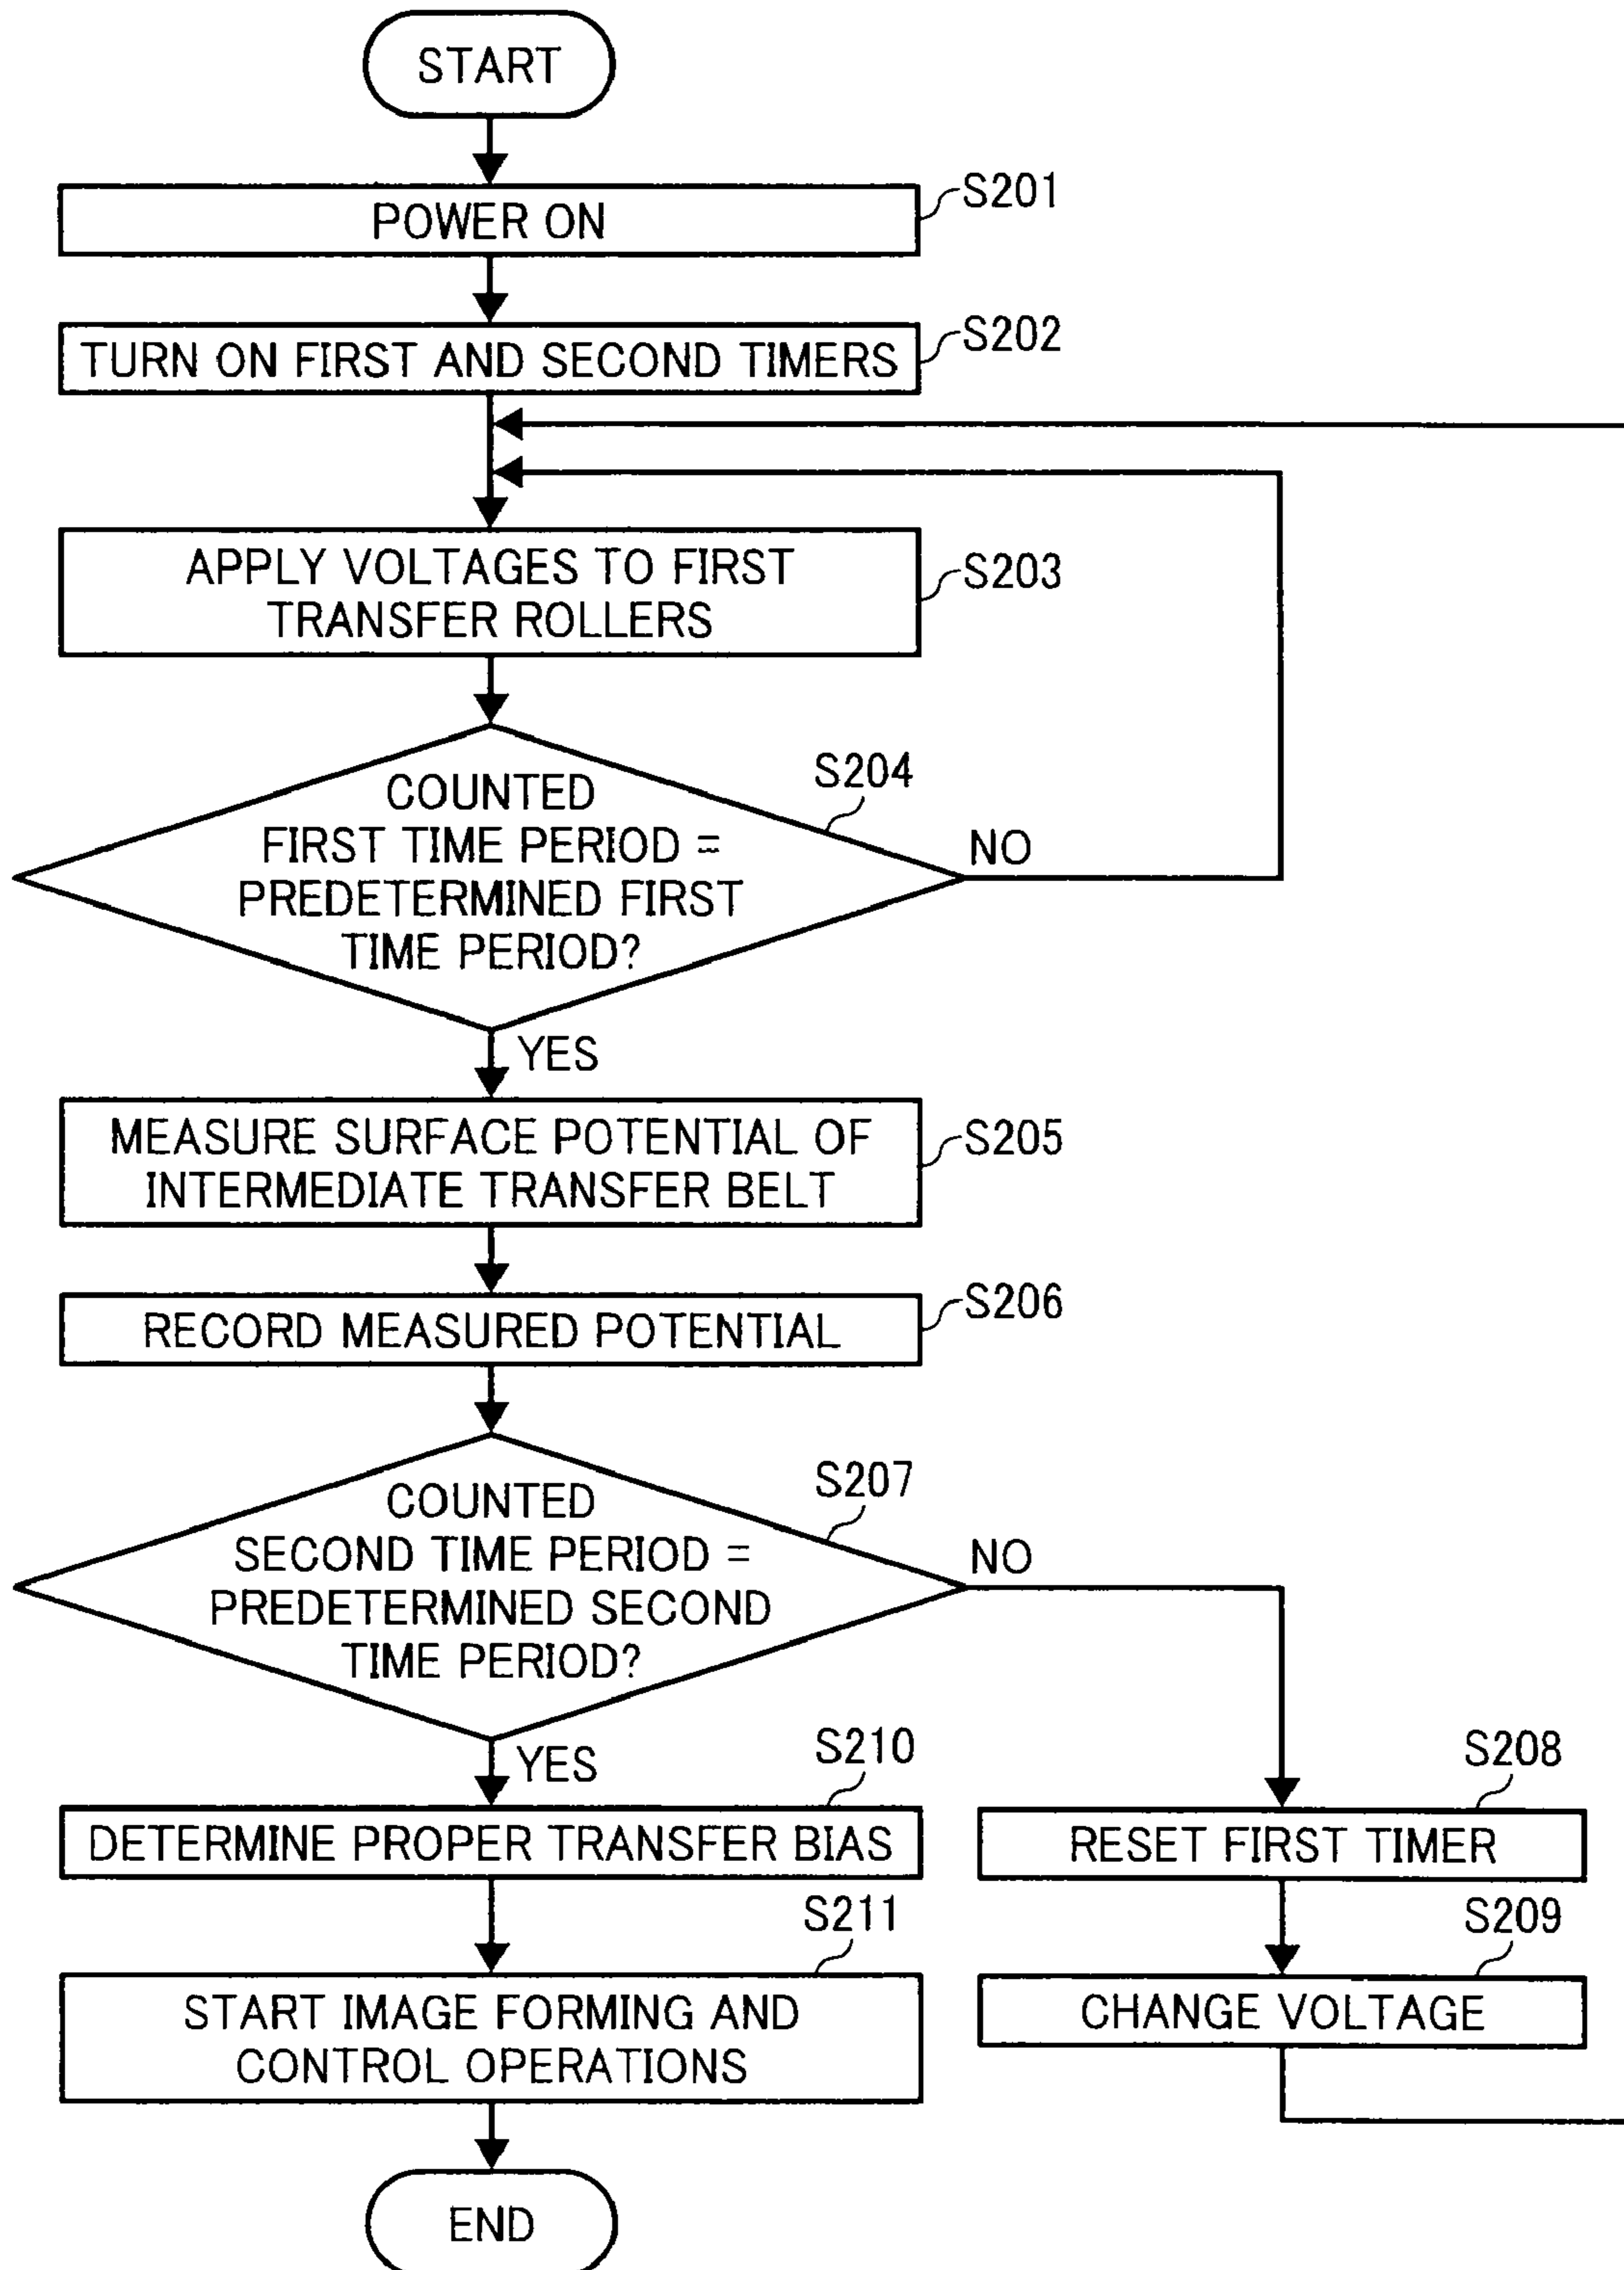 START
POWER ON
S201
TURN ON FIRST AND SECOND TIMERS
S202
APPLY VOLTAGES TO FIRST
TRANSFER ROLLERS
S203
S204
COUNTED
FIRST TIME PERIOD =
PREDETERMINED FIRST
TIME PERIOD?
NO
YES
MEASURE SURFACE POTENTIAL OF
INTERMEDIATE TRANSFER BELT
S205
RECORD MEASURED POTENTIAL
S206
S207
COUNTED
SECOND TIME PERIOD =
PREDETERMINED SECOND
TIME PERIOD?
NO
YES
S210
DETERMINE PROPER TRANSFER BIAS
S208
RESET FIRST TIMER
S211
START IMAGE FORMING AND
CONTROL OPERATIONS
S209
CHANGE VOLTAGE
END